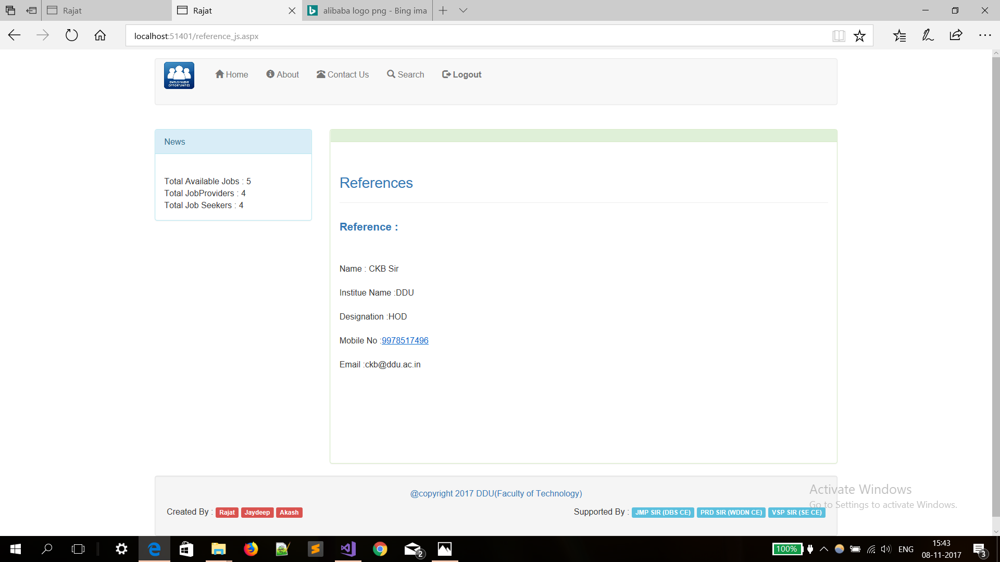 Rajat
Rajat
alibaba logo png - Bing ima
localhost:51401/reference_js.aspx
EMPLOYMENT
OPPORTUNITIES
Home
About
Contact Us
Search
Logout
News
Total Available Jobs : 5
Total JobProviders : 4
Total Job Seekers : 4
References
Reference :
Name : CKB Sir
Institue Name :DDU
Designation :HOD
Mobile No :9978517496
Email :ckb@ddu.ac.in
@copyright 2017 DDU(Faculty of Technology)
Created By : Rajat Jaydeep Akash
Supported By : JMP SIR (DBS CE) PRD SIR (WDDN CE) VSP SIR (SE CE)
Activate Windows
Go to Settings to activate Windows.
2
100%
ENG
15:43
08-11-2017
3